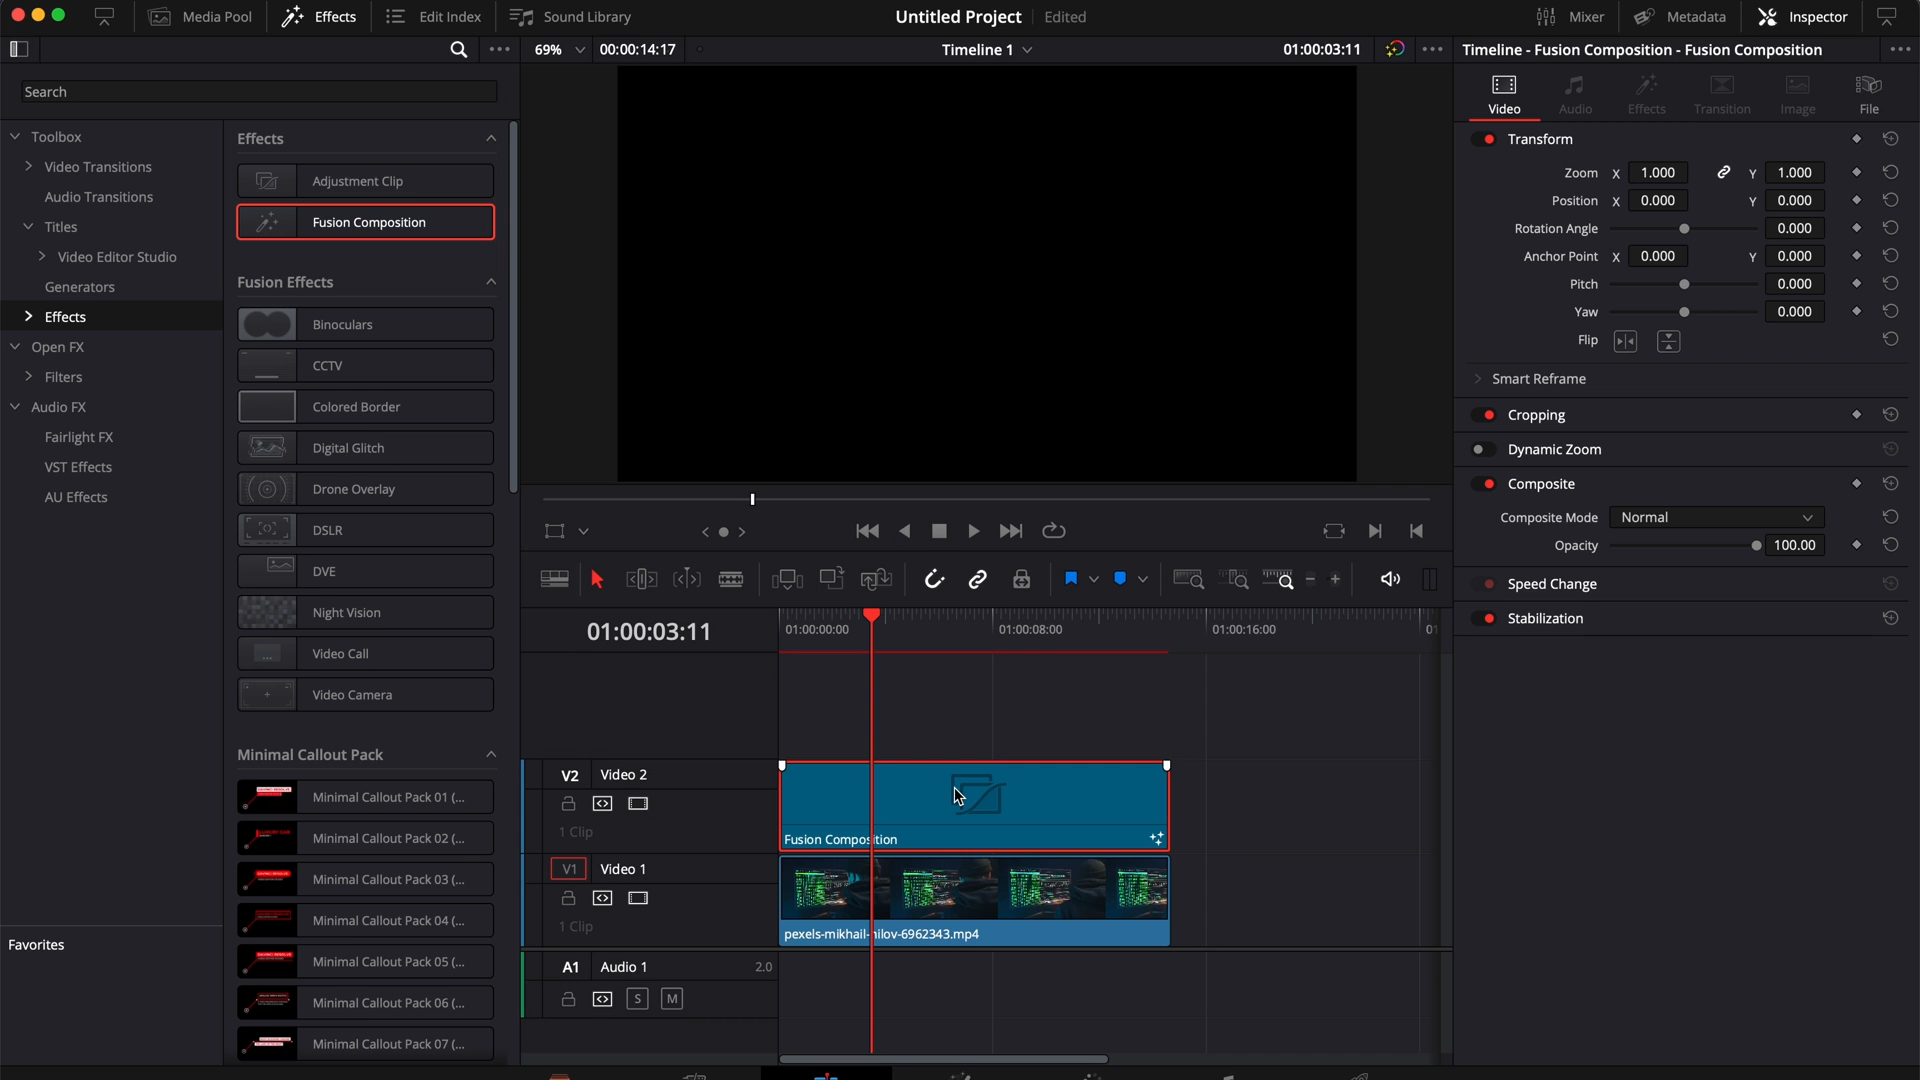 Media Pool
Effects
Edit Index
Sound Library
Untitled Project
Edited
Mixer
Metadata
Inspector
69%
00:00:14:17
Timeline 1
01:00:03:11
Timeline - Fusion Composition - Fusion Composition
Search
Toolbox
Video Transitions
Audio Transitions
Titles
Video Editor Studio
Generators
Effects
Open FX
Filters
Audio FX
Fairlight FX
VST Effects
AU Effects
Favorites
Effects
Adjustment Clip
Fusion Composition
Fusion Effects
Binoculars
CCTV
Colored Border
Digital Glitch
Drone Overlay
DSLR
DVE
Night Vision
Video Call
Video Camera
Minimal Callout Pack
Minimal Callout Pack 01 (...
Minimal Callout Pack 02 (...
Minimal Callout Pack 03 (...
Minimal Callout Pack 04 (...
Minimal Callout Pack 05 (...
Minimal Callout Pack 06 (...
Minimal Callout Pack 07 (...
01:00:03:11
01:00:00:00
01:00:08:00
01:00:16:00
01
V2 Video 2
1 Clip
Fusion Composition
V1 Video 1
1 Clip
pexels-mikhail-nilov-6962343.mp4
A1 Audio 1 2.0
S M
Video
Audio
Effects
Transition
Image
File
Transform
Zoom X 1.000 Y 1.000
Position X 0.000 Y 0.000
Rotation Angle 0.000
Anchor Point X 0.000 Y 0.000
Pitch 0.000
Yaw 0.000
Flip
Smart Reframe
Cropping
Dynamic Zoom
Composite
Composite Mode Normal
Opacity 100.00
Speed Change
Stabilization